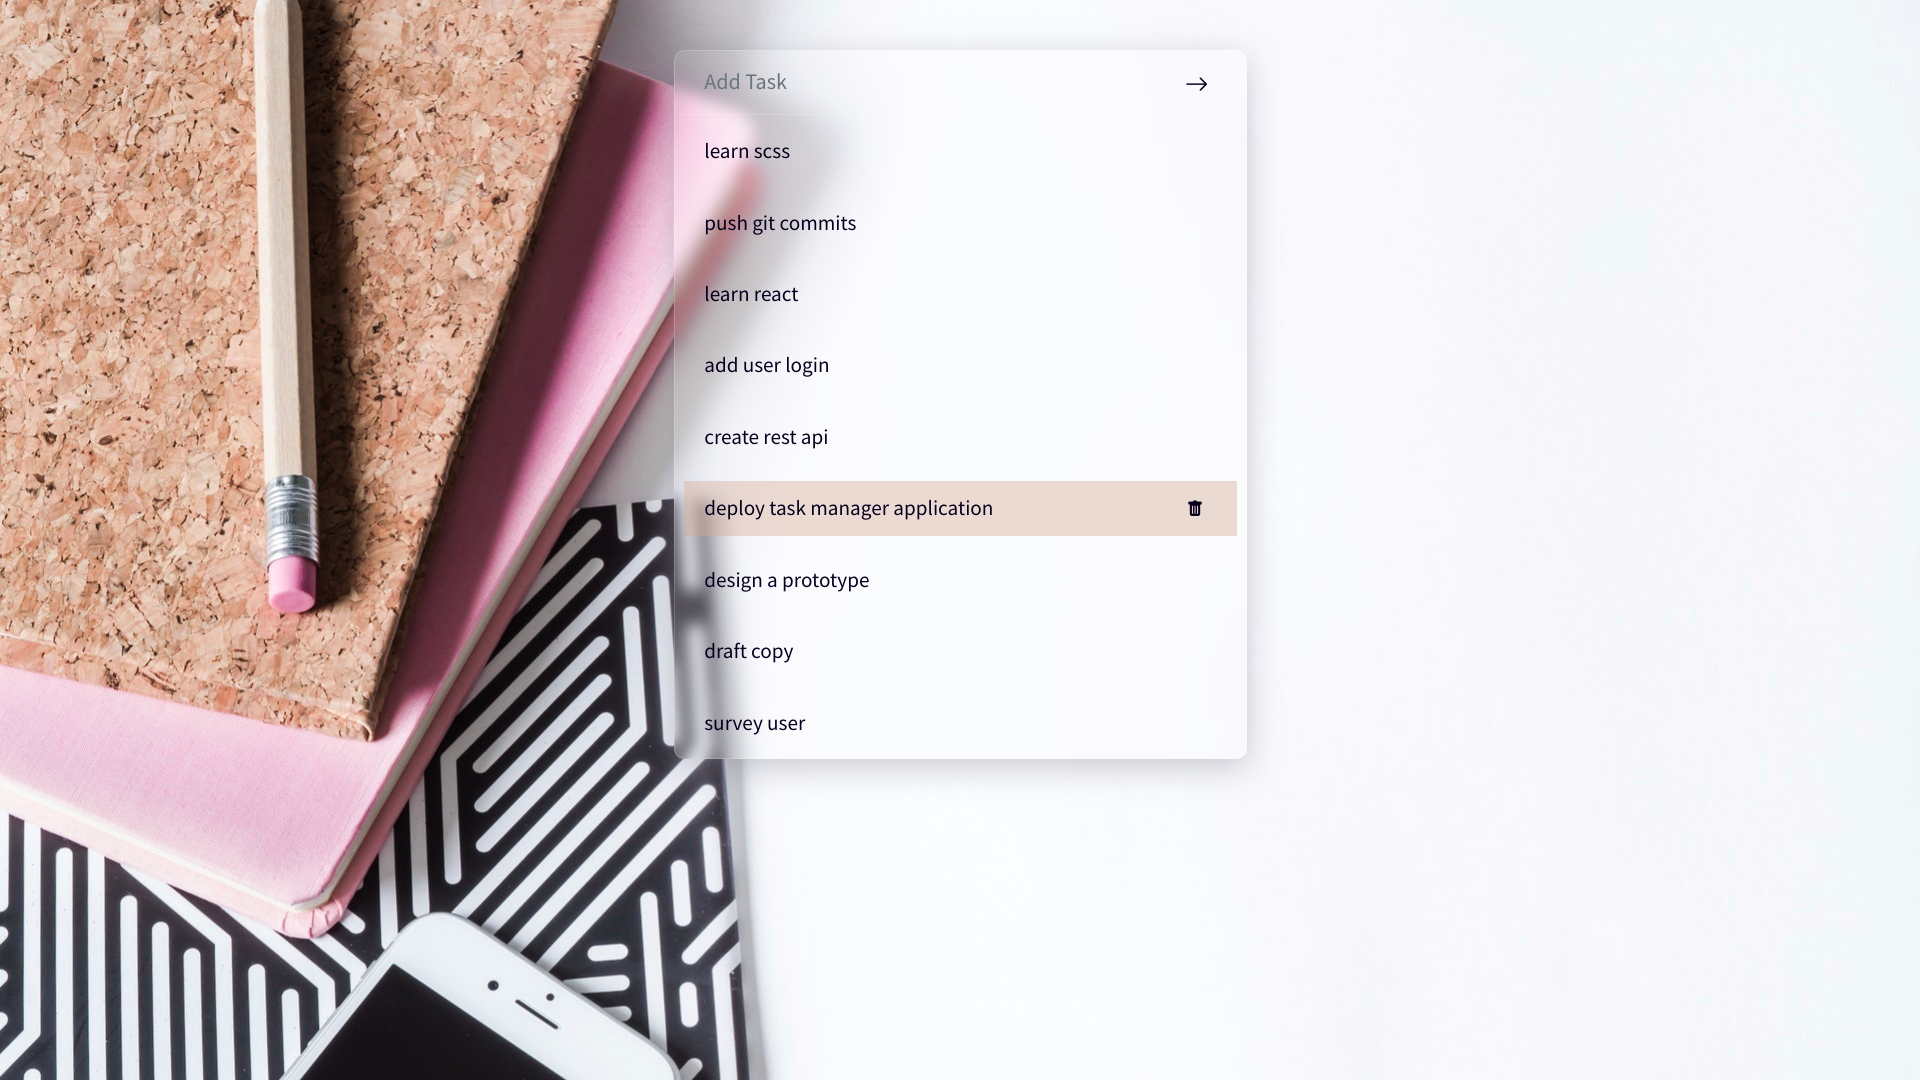 Add Task
learn scss
push git commits
learn react
add user login
create rest api
deploy task manager application
design a prototype
draft copy
survey user